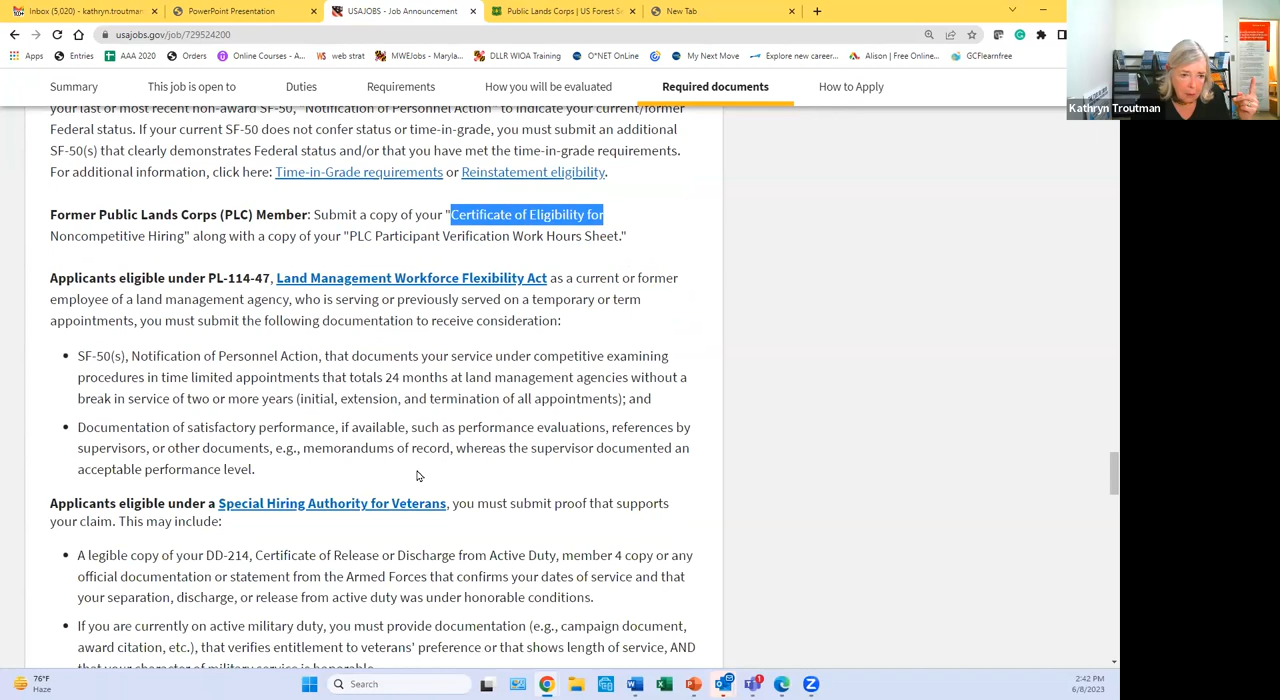 Inbox (5,020) - kathryn.troutman
PowerPoint Presentation
USAJOBS - Job Announcement
Public Lands Corps | US Forest Se
New Tab
usajobs.gov/job/729524200
Apps
Entries
AAA 2020
Orders
Online Courses - A...
web strat
MWEJobs – Maryla...
DLLR WIOA Training
O*NET OnLine
My Next Move
Explore new career...
Alison | Free Online...
GCFlearnfree
Kathryn Troutman
Summary
This job is open to
Duties
Requirements
How you will be evaluated
Required documents
How to Apply
your last or most recent non-award SF-50, "Notification of Personnel Action" to indicate your current/former
Federal status. If your current SF-50 does not confer status or time-in-grade, you must submit an additional
SF-50(s) that clearly demonstrates Federal status and/or that you have met the time-in-grade requirements.
For additional information, click here: Time-in-Grade requirements or Reinstatement eligibility.
Former Public Lands Corps (PLC) Member: Submit a copy of your "Certificate of Eligibility for
Noncompetitive Hiring" along with a copy of your "PLC Participant Verification Work Hours Sheet."
Applicants eligible under PL-114-47, Land Management Workforce Flexibility Act as a current or former
employee of a land management agency, who is serving or previously served on a temporary or term
appointments, you must submit the following documentation to receive consideration:
• SF-50(s), Notification of Personnel Action, that documents your service under competitive examining
procedures in time limited appointments that totals 24 months at land management agencies without a
break in service of two or more years (initial, extension, and termination of all appointments); and
• Documentation of satisfactory performance, if available, such as performance evaluations, references by
supervisors, or other documents, e.g., memorandums of record, whereas the supervisor documented an
acceptable performance level.
Applicants eligible under a Special Hiring Authority for Veterans, you must submit proof that supports
your claim. This may include:
• A legible copy of your DD-214, Certificate of Release or Discharge from Active Duty, member 4 copy or any
official documentation or statement from the Armed Forces that confirms your dates of service and that
your separation, discharge, or release from active duty was under honorable conditions.
• If you are currently on active military duty, you must provide documentation (e.g., campaign document,
award citation, etc.), that verifies entitlement to veterans' preference or that shows length of service, AND
that your character of military service is honorable.
76°F
Haze
Search
2:42 PM
6/8/2023